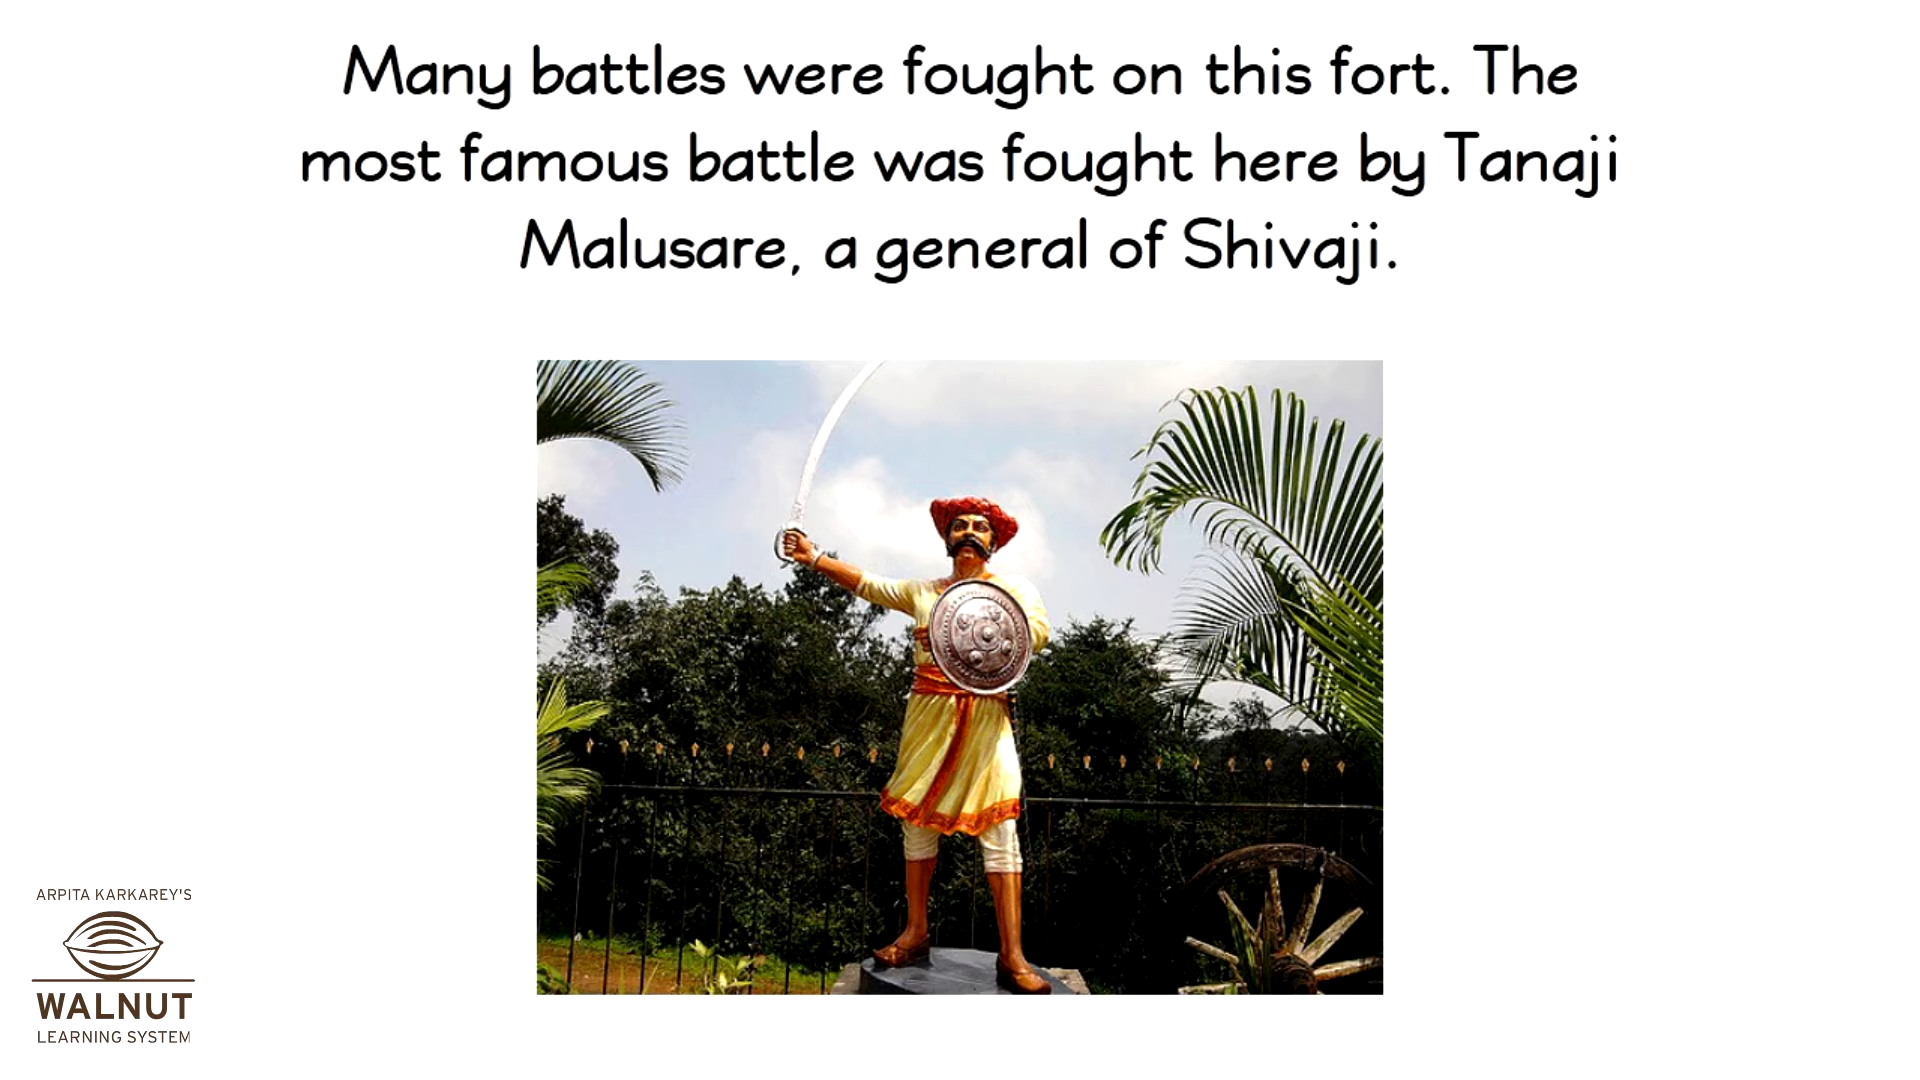 Many battles were fought on this fort. The
most famous battle was fought here by Tanaji
Malusare, a general of Shivaji.
ARPITA KARKAREY'S
WALNUT
LEARNING SYSTEM